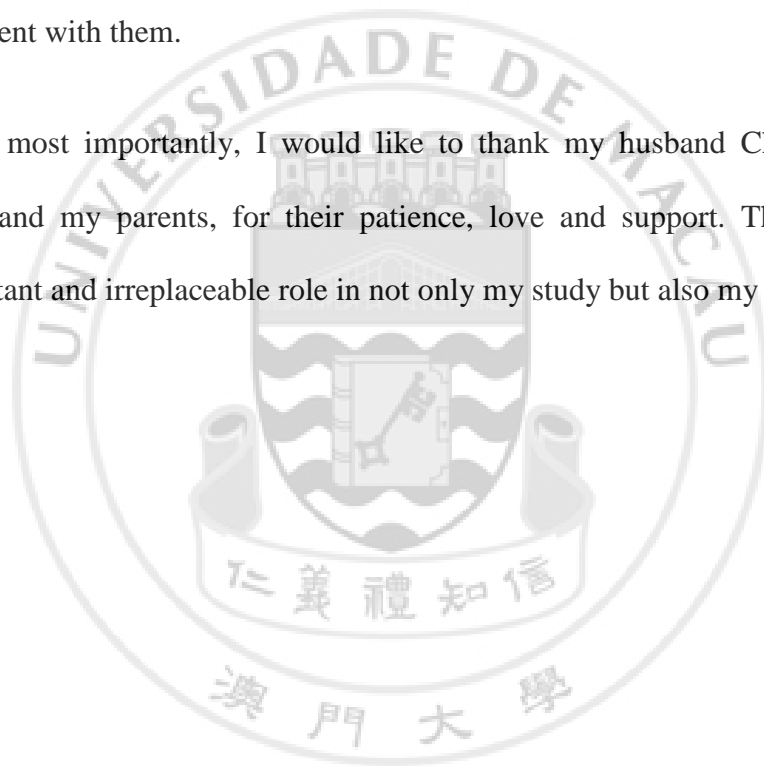 ent with them.
UNIVERSIDADE DE MACAU
most importantly, I would like to thank my husband
and my parents, for their patience, love and support.
tant and irreplaceable role in not only my study but also my
仁義禮知信
澳門大學